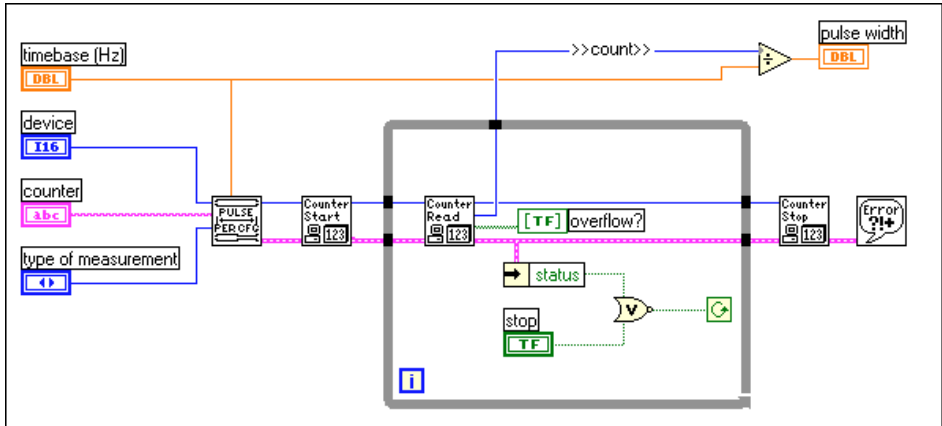 pulse width
timebase (Hz)
>>count>>
DBL
DBL
device
I16
counter
abc
PULSE
PER CFG
Counter
Start
123
Counter
Read
123
[TF] overflow?
Counter
Stop
123
Error
?!+
type of measurement
status
V
stop
TF
i